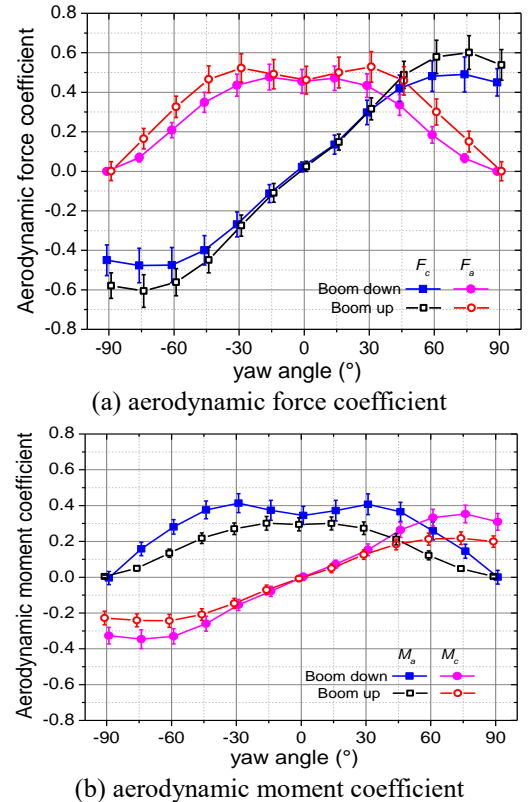 Aerodynamic force coefficient
0.8
0.6
0.4
0.2
0.0
-0.2
-0.4
-0.6
-0.8
Fc Fa
Boom down
Boom up
-90 -60 -30 0 30 60 90
yaw angle (°)
(a) aerodynamic force coefficient
Aerodynamic moment coefficient
0.8
0.6
0.4
0.2
0.0
-0.2
-0.4
-0.6
-0.8
Ma Mc
Boom down
Boom up
-90 -60 -30 0 30 60 90
yaw angle (°)
(b) aerodynamic moment coefficient